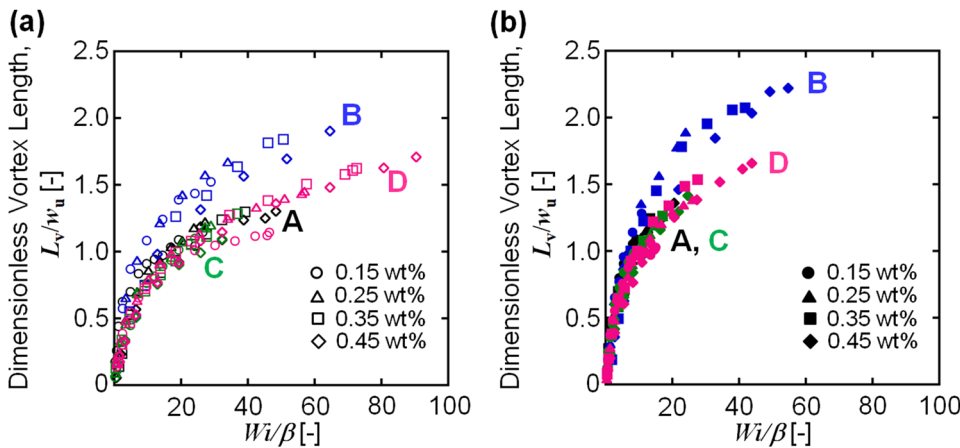 (a)
Dimensionless Vortex Length,
Lv/wu [-]
2.5
2.0
1.5
1.0
0.5
0
B
D
A
C
0.15 wt%
0.25 wt%
0.35 wt%
0.45 wt%
20 40 60 80 100
Wi/β [-]
(b)
Dimensionless Vortex Length,
Lv/wu [-]
2.5
2.0
1.5
1.0
0.5
0
B
D
A, C
0.15 wt%
0.25 wt%
0.35 wt%
0.45 wt%
20 40 60 80 100
Wi/β [-]